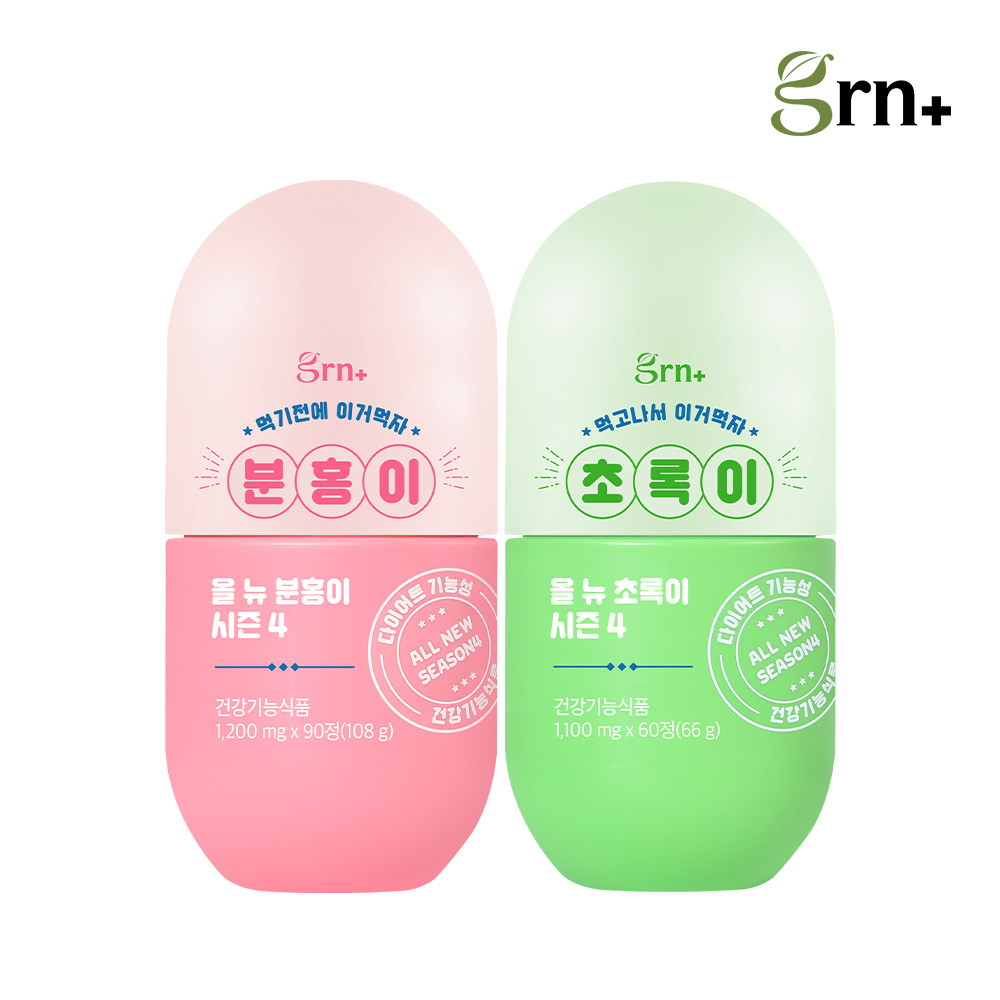 grn+
grn+
먹기전에 이거먹자
분홍이
올 뉴 분홍이
시즌 4
건강기능식품
1,200 mg x 90정(108 g)
다이어트 기능성
ALL NEW
SEASON4
건강기능식품
grn+
먹고나서 이거먹자
초록이
올 뉴 초록이
시즌 4
건강기능식품
1,100 mg x 60정(66 g)
다이어트 기능성
ALL NEW
SEASON4
건강기능식품